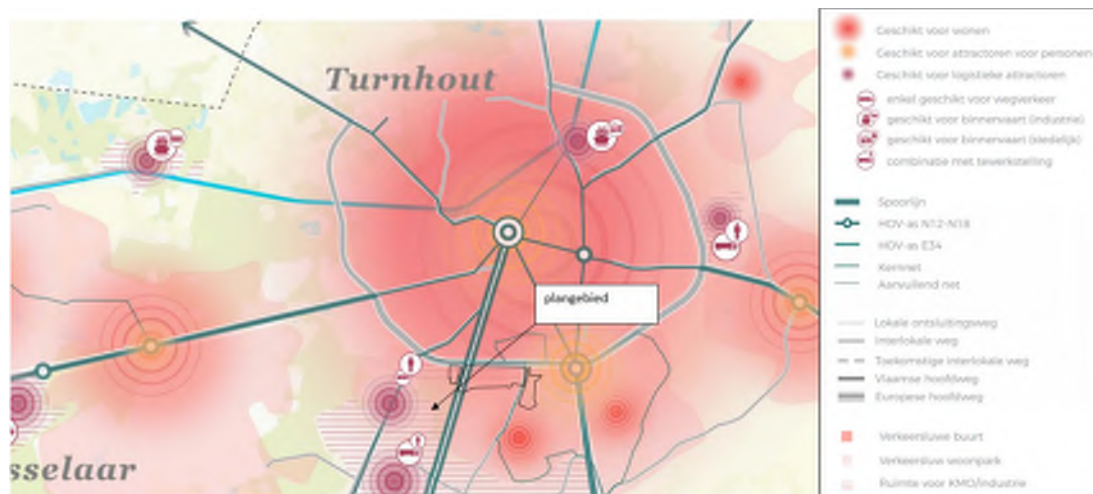 Turnhout
plangebied
sselaar
Geschikt voor wonen
Geschikt voor attractoren voor personen
Geschikt voor logistieke attractoren
enkel geschikt voor wegverkeer
geschikt voor binnenvaart (industrie)
geschikt voor binnenvaart (stedelijk)
combinatie met tewerkstelling
Spoorlijn
HOV-as N12-N18
HOV-as E34
Kernnet
Aanvullend net
Lokale ontsluitingsweg
Interlokale weg
Toekomstige interlokale weg
Vlaamse hoofdweg
Europese hoofdweg
Verkeersluwe buurt
Verkeersluw woonpark
Ruimte voor KMO/industrie